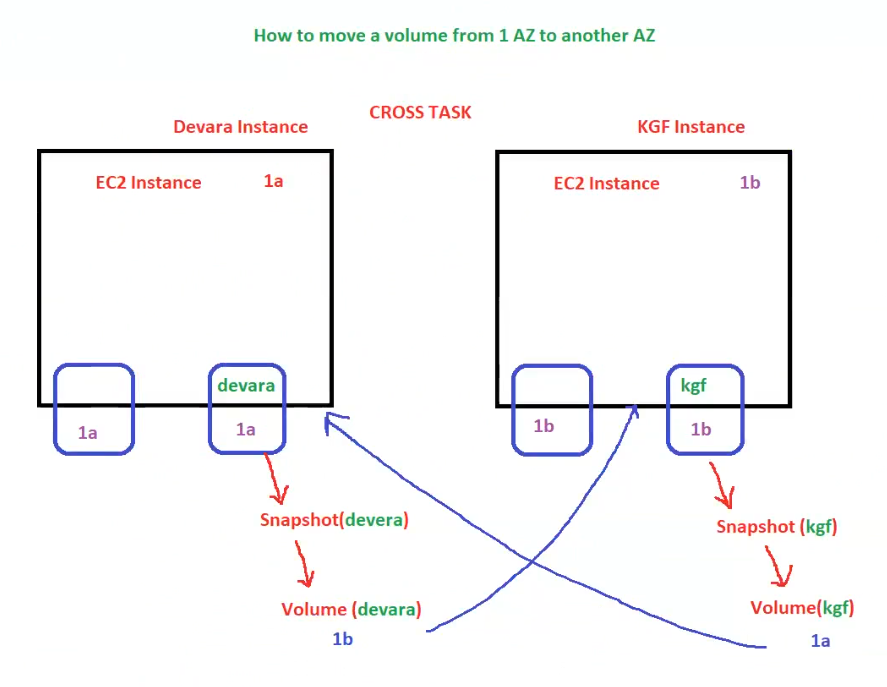 How to move a volume from 1 AZ to another AZ
CROSS TASK
Devara Instance
KGF Instance
EC2 Instance 1a
EC2 Instance 1b
devara
kgf
1a
1a
1b
1b
Snapshot(devera)
Snapshot (kgf)
Volume (devara)
Volume(kgf)
1b
1a